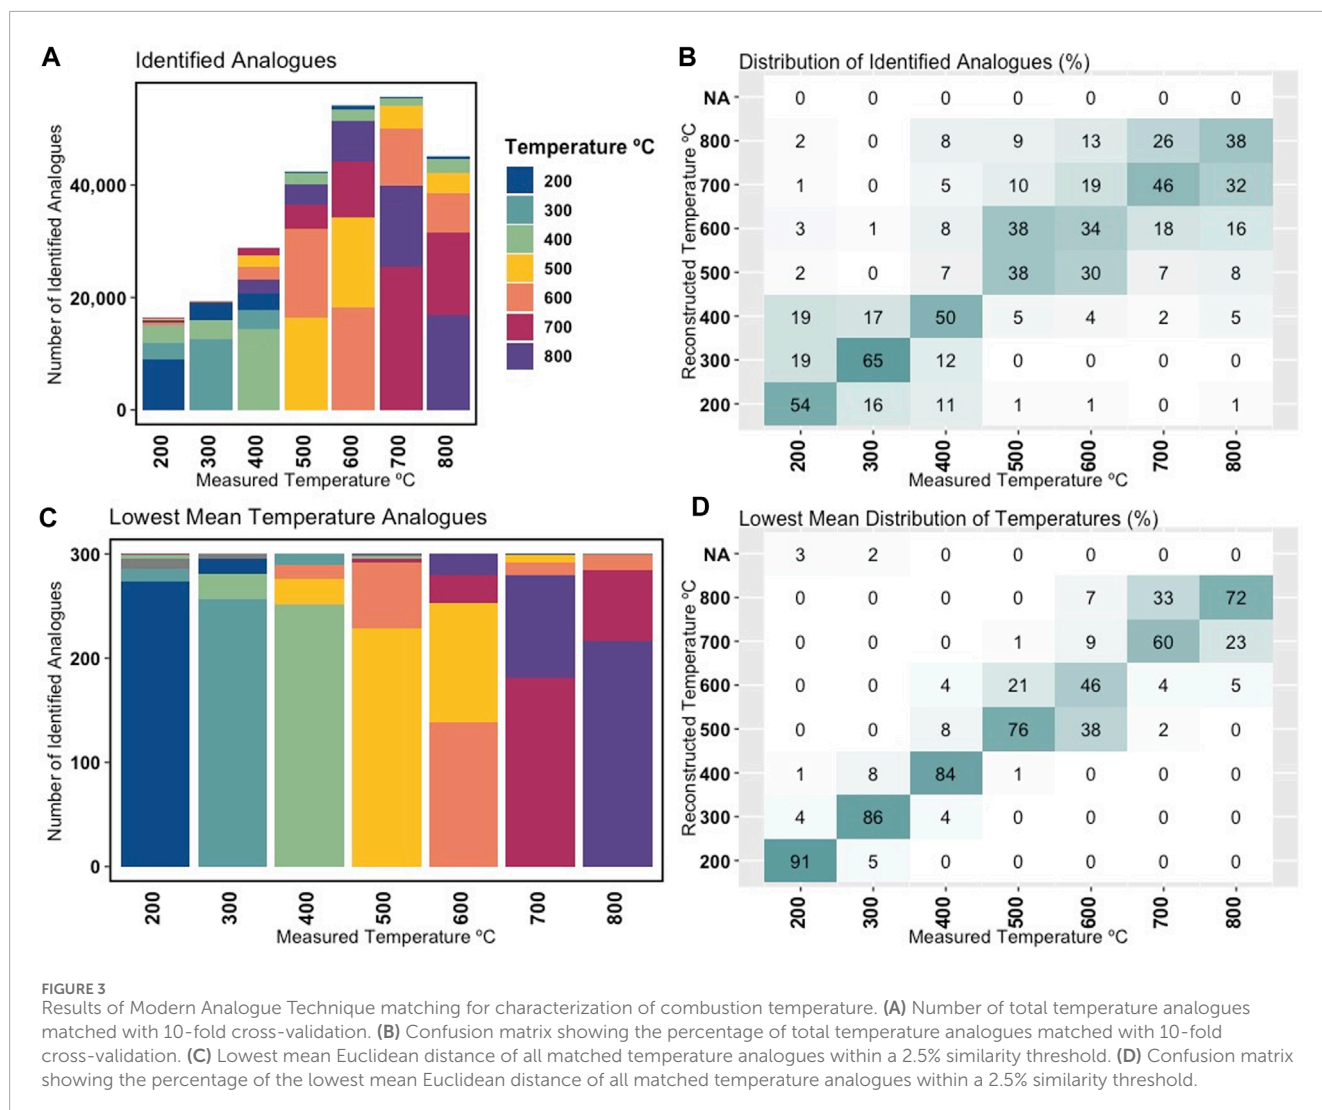 A
Identified Analogues
Number of Identified Analogues
40,000
20,000
0
200 300 400 500 600 700 800
Measured Temperature ºC
Temperature ºC
200
300
400
500
600
700
800
B
Distribution of Identified Analogues (%)
Reconstructed Temperature ºC
NA 0 0 0 0 0 0 0
800 2 0 8 9 13 26 38
700 1 0 5 10 19 46 32
600 3 1 8 38 34 18 16
500 2 0 7 38 30 7 8
400 19 17 50 5 4 2 5
300 19 65 12 0 0 0 0
200 54 16 11 1 1 0 1
200 300 400 500 600 700 800
Measured Temperature ºC
C
Lowest Mean Temperature Analogues
Number of Identified Analogues
300
200
100
0
200 300 400 500 600 700 800
Measured Temperature ºC
D
Lowest Mean Distribution of Temperatures (%)
Reconstructed Temperature ºC
NA 3 2 0 0 0 0 0
800 0 0 0 0 7 33 72
700 0 0 0 1 9 60 23
600 0 0 4 21 46 4 5
500 0 0 8 76 38 2 0
400 1 8 84 1 0 0 0
300 4 86 4 0 0 0 0
200 91 5 0 0 0 0 0
200 300 400 500 600 700 800
Measured Temperature ºC
FIGURE 3
Results of Modern Analogue Technique matching for characterization of combustion temperature. (A) Number of total temperature analogues
matched with 10-fold cross-validation. (B) Confusion matrix showing the percentage of total temperature analogues matched with 10-fold
cross-validation. (C) Lowest mean Euclidean distance of all matched temperature analogues within a 2.5% similarity threshold. (D) Confusion matrix
showing the percentage of the lowest mean Euclidean distance of all matched temperature analogues within a 2.5% similarity threshold.